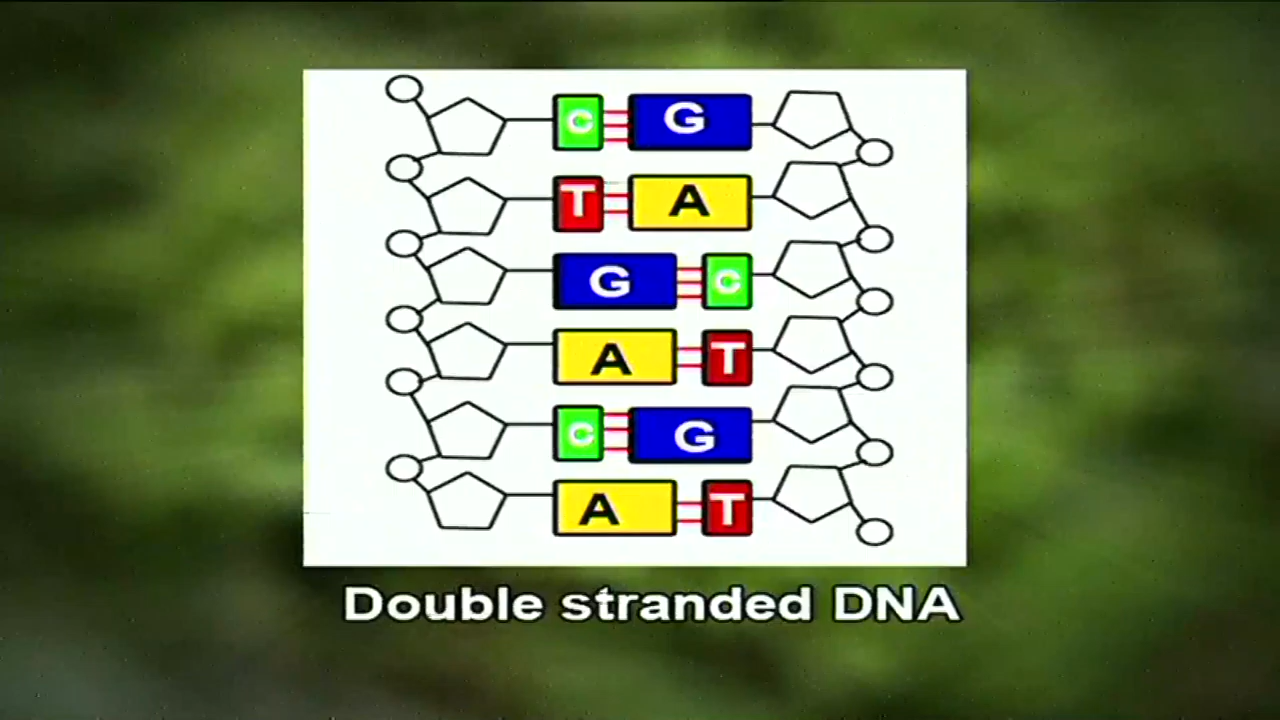 C G
T A
G C
A T
C G
A T
Double stranded DNA